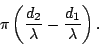 π ( d₂/λ − d₁/λ ).